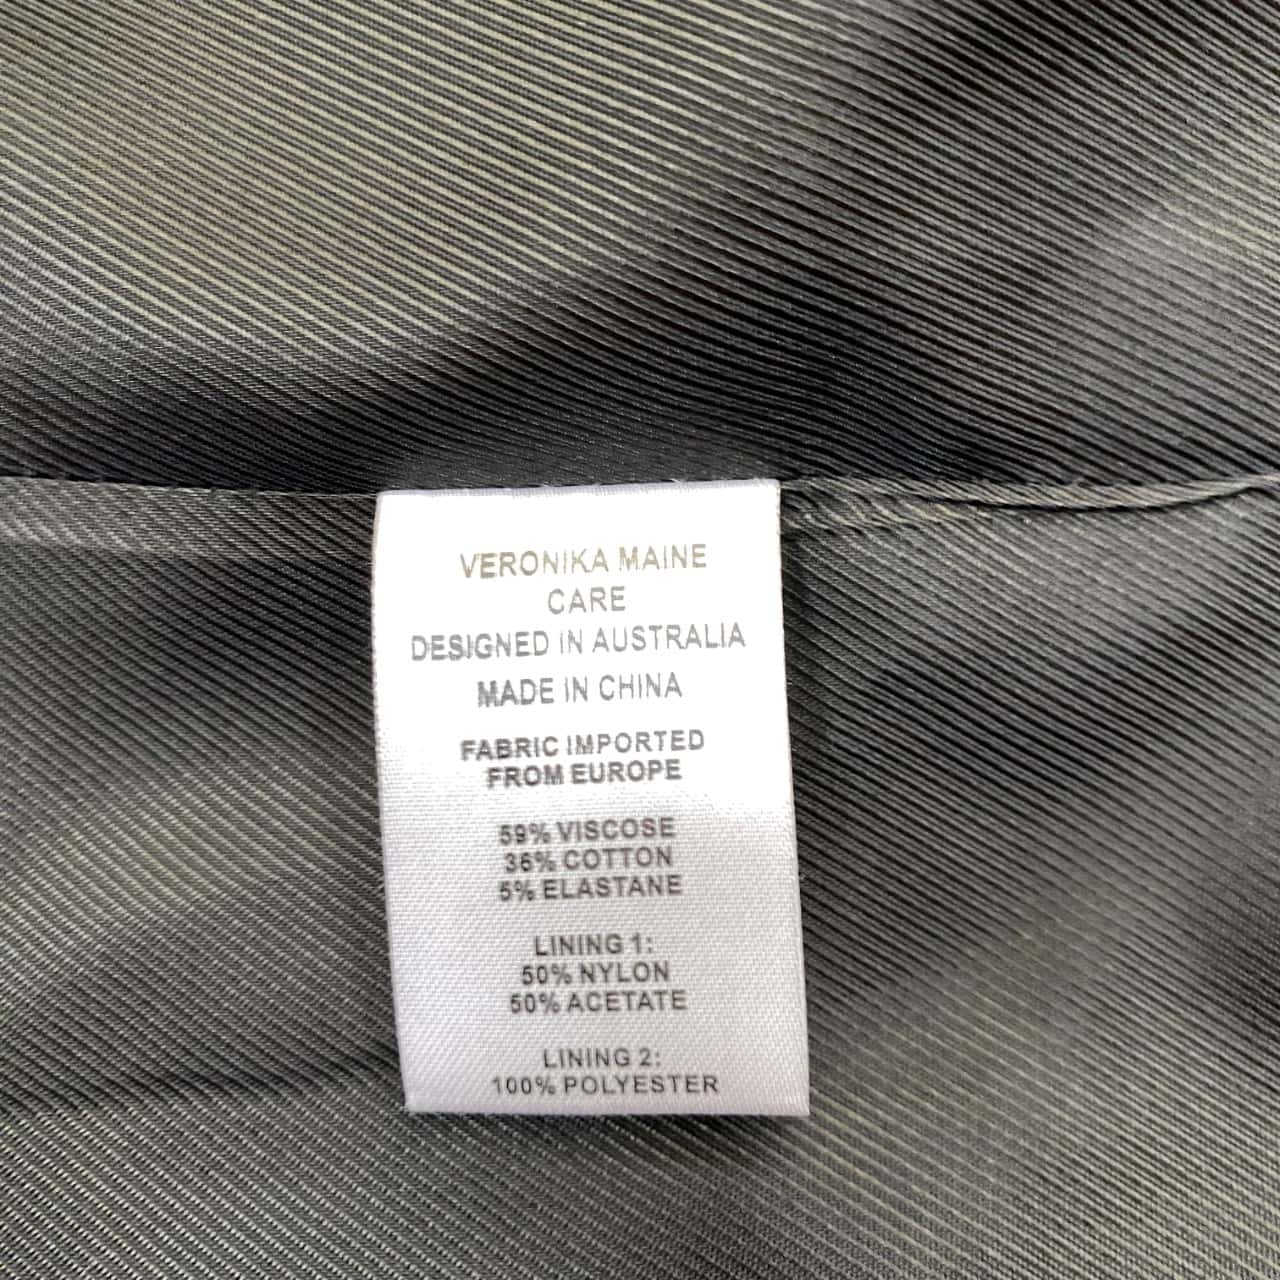 VERONIKA MAINE
CARE
DESIGNED IN AUSTRALIA
MADE IN CHINA
FABRIC IMPORTED
FROM EUROPE
59% VISCOSE
36% COTTON
5% ELASTANE
LINING 1:
50% NYLON
50% ACETATE
LINING 2:
100% POLYESTER